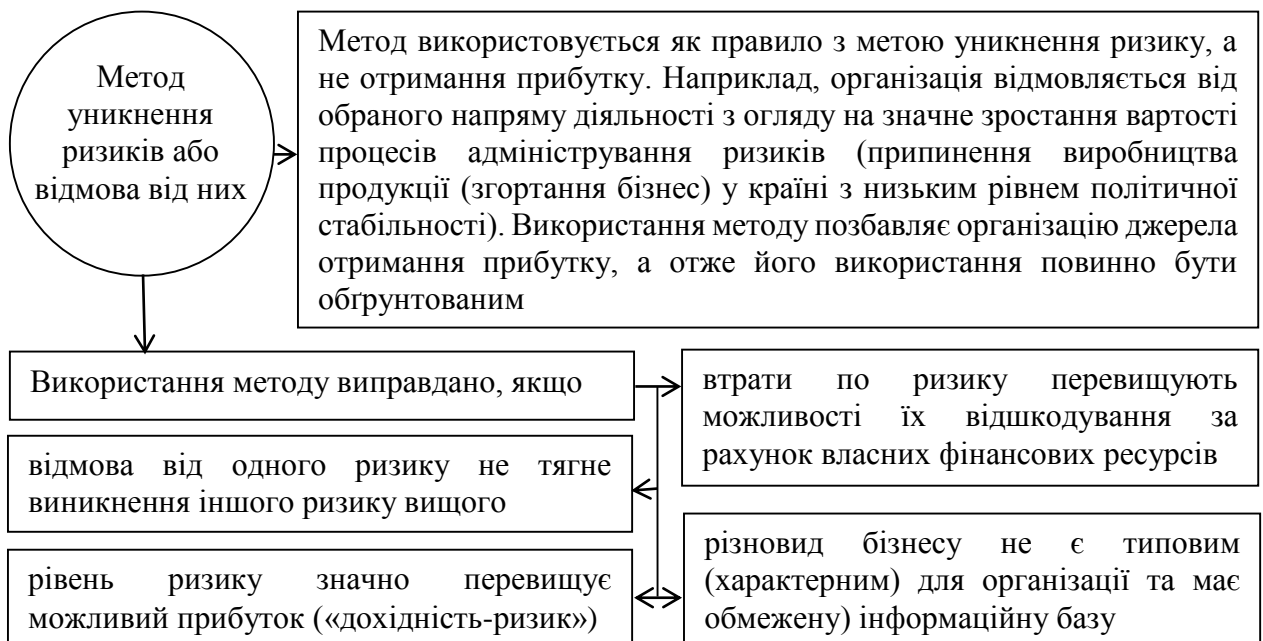 Метод
уникнення
ризиків або
відмова від них
Метод використовується як правило з метою уникнення ризику, а
не отримання прибутку. Наприклад, організація відмовляється від
обраного напряму діяльності з огляду на значне зростання вартості
процесів адміністрування ризиків (припинення виробництва
продукції (згортання бізнес) у країні з низьким рівнем політичної
стабільності). Використання методу позбавляє організацію джерела
отримання прибутку, а отже його використання повинно бути
обґрунтованим
Використання методу виправдано, якщо
втрати по ризику перевищують
можливості їх відшкодування за
рахунок власних фінансових ресурсів
відмова від одного ризику не тягне
виникнення іншого ризику вищого
різновид бізнесу не є типовим
(характерним) для організації та має
обмежену) інформаційну базу
рівень ризику значно перевищує
можливий прибуток («дохідність-ризик»)